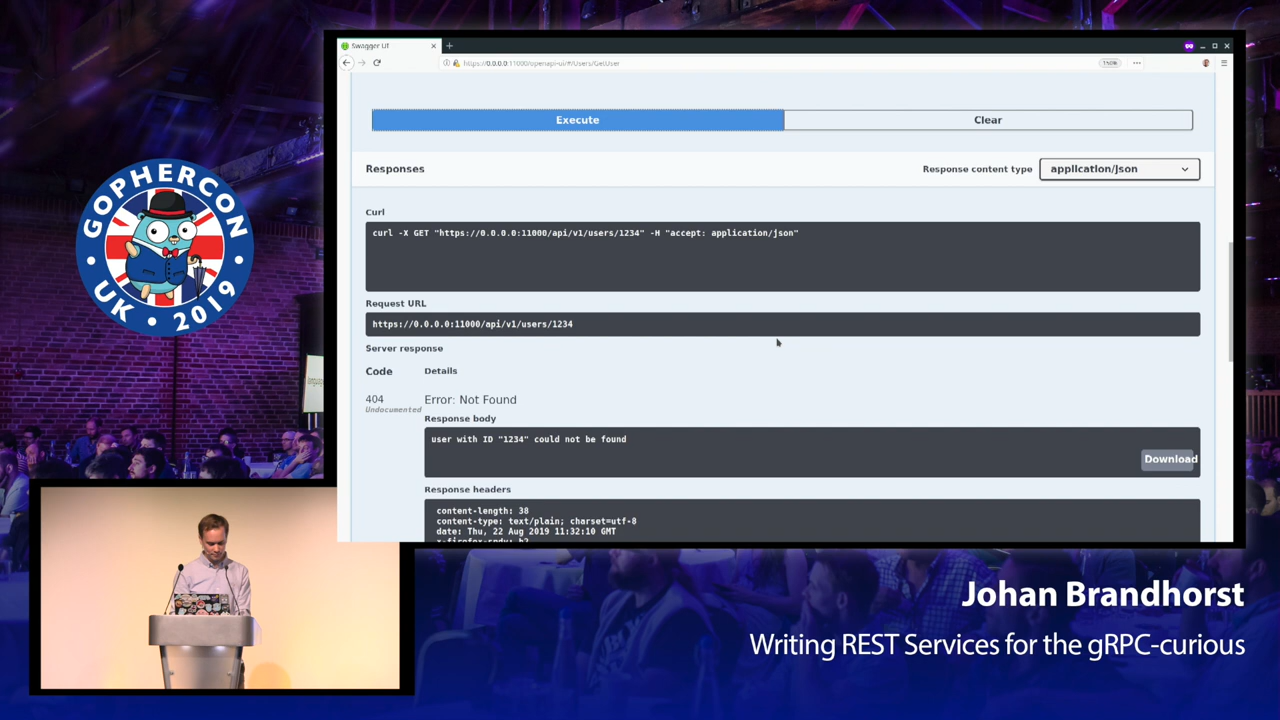 GOPHERCON
UK 2019
Swagger UI
https://0.0.0.0:11000/openapi-ui/#/Users/GetUser
150%
Execute
Clear
Responses
Response content type
application/json
Curl
curl -X GET "https://0.0.0.0:11000/api/v1/users/1234" -H "accept: application/json"
Request URL
https://0.0.0.0:11000/api/v1/users/1234
Server response
Code
Details
404
Undocumented
Error: Not Found
Response body
user with ID "1234" could not be found
Download
Response headers
content-length: 38
content-type: text/plain; charset=utf-8
date: Thu, 22 Aug 2019 11:32:10 GMT
Johan Brandhorst
Writing REST Services for the gRPC-curious